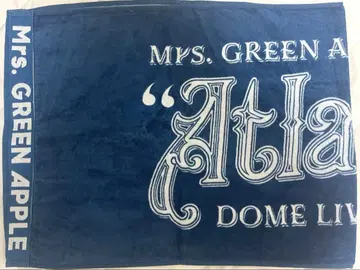 Mrs. GREEN APPLE
MRS. GREEN A
"Atla
DOME LIV